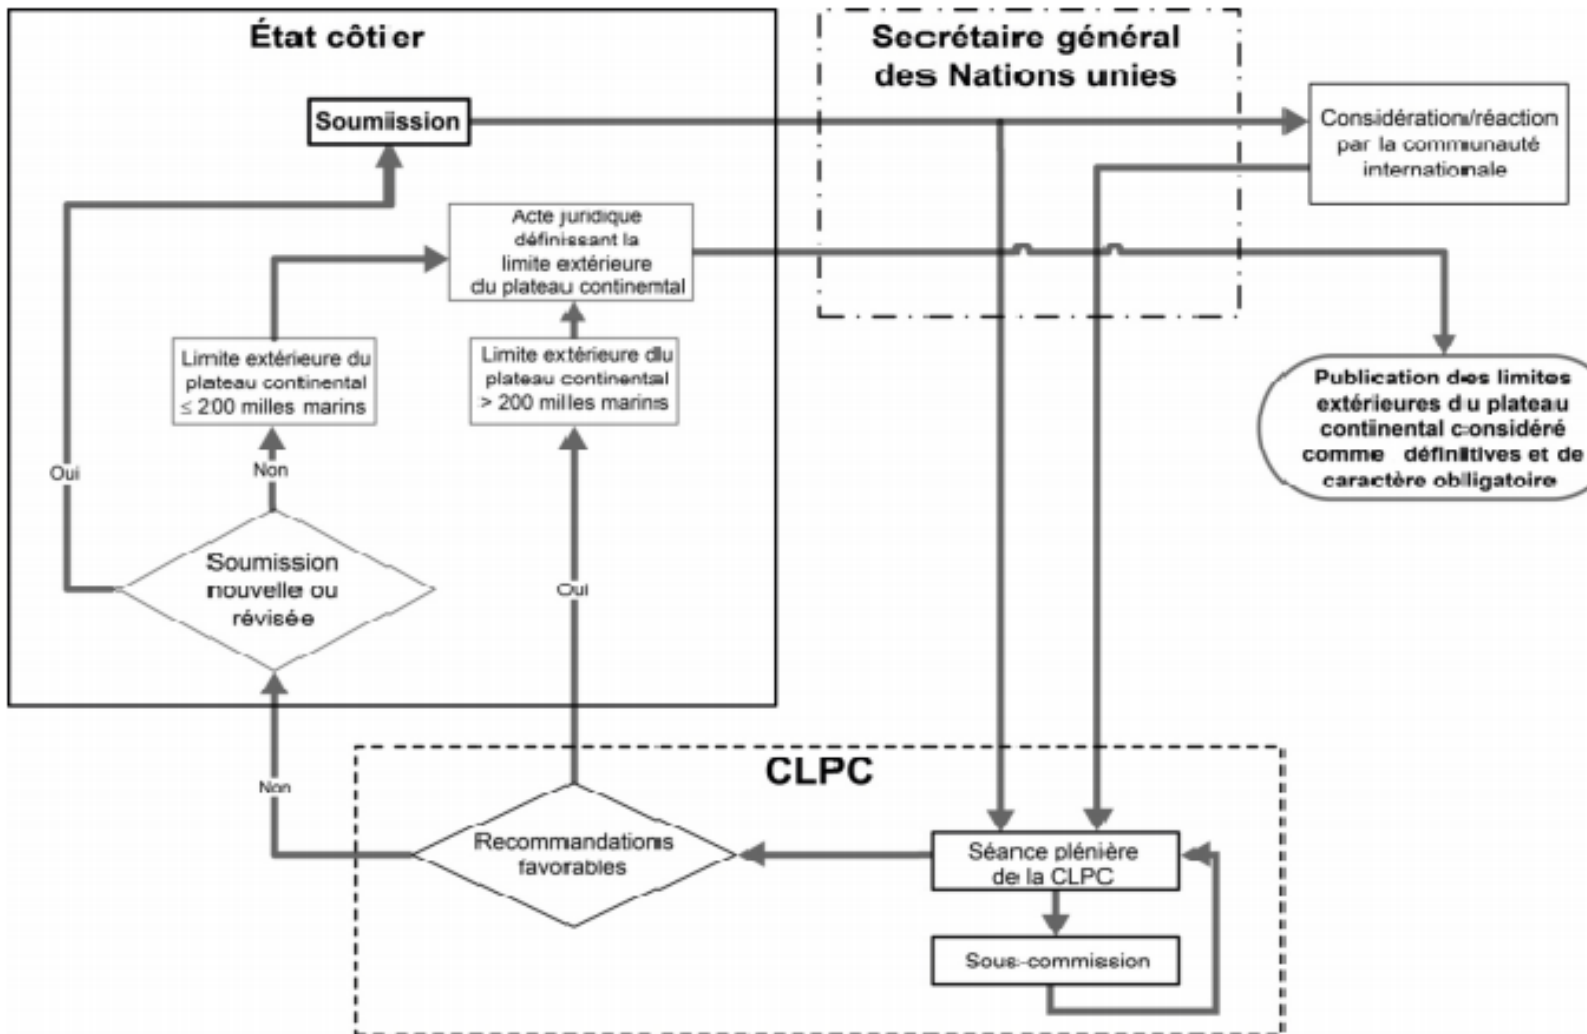 État côtier
Secrétaire général
des Nations unies
Soumission
Considération/réaction
par la communauté
internationale
Acte juridique
définissant la
limite extérieure
du plateau continental
Limite extérieure du
plateau continental
≤ 200 milles marins
Limite extérieure du
plateau continental
> 200 milles marins
Publication des limites
extérieures du plateau
continental considéré
comme définitives et de
caractère obligatoire
Oui
Non
Soumission
nouvelle ou
révisée
Oui
Non
CLPC
Recommandations
favorables
Séance plénière
de la CLPC
Sous-commission